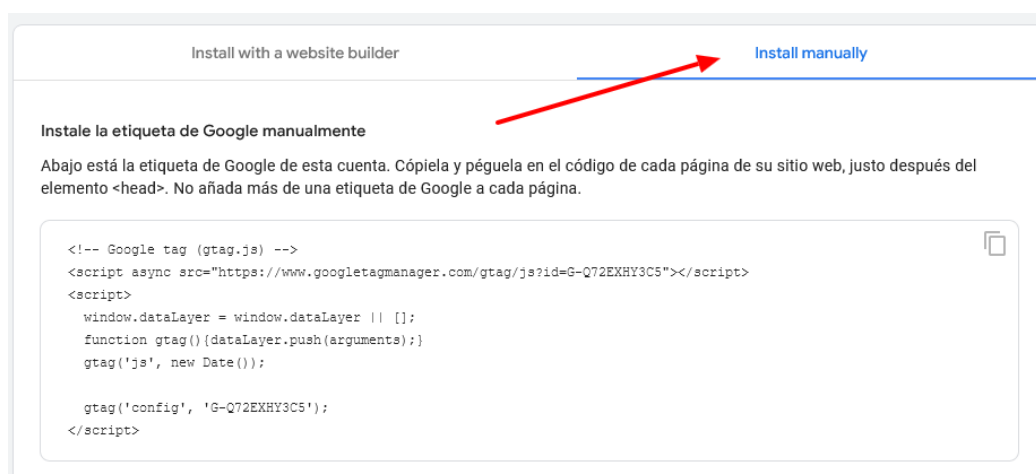 Install with a website builder
Install manually
Instale la etiqueta de Google manualmente
Abajo está la etiqueta de Google de esta cuenta. Cópiela y péguela en el código de cada página de su sitio web, justo después del
elemento <head>. No añada más de una etiqueta de Google a cada página.
<!-- Google tag (gtag.js) -->
<script async src="https://www.googletagmanager.com/gtag/js?id=G-Q72EXHY3C5"></script>
<script>
  window.dataLayer = window.dataLayer || [];
  function gtag(){dataLayer.push(arguments);}
  gtag('js', new Date());
  gtag('config', 'G-Q72EXHY3C5');
</script>